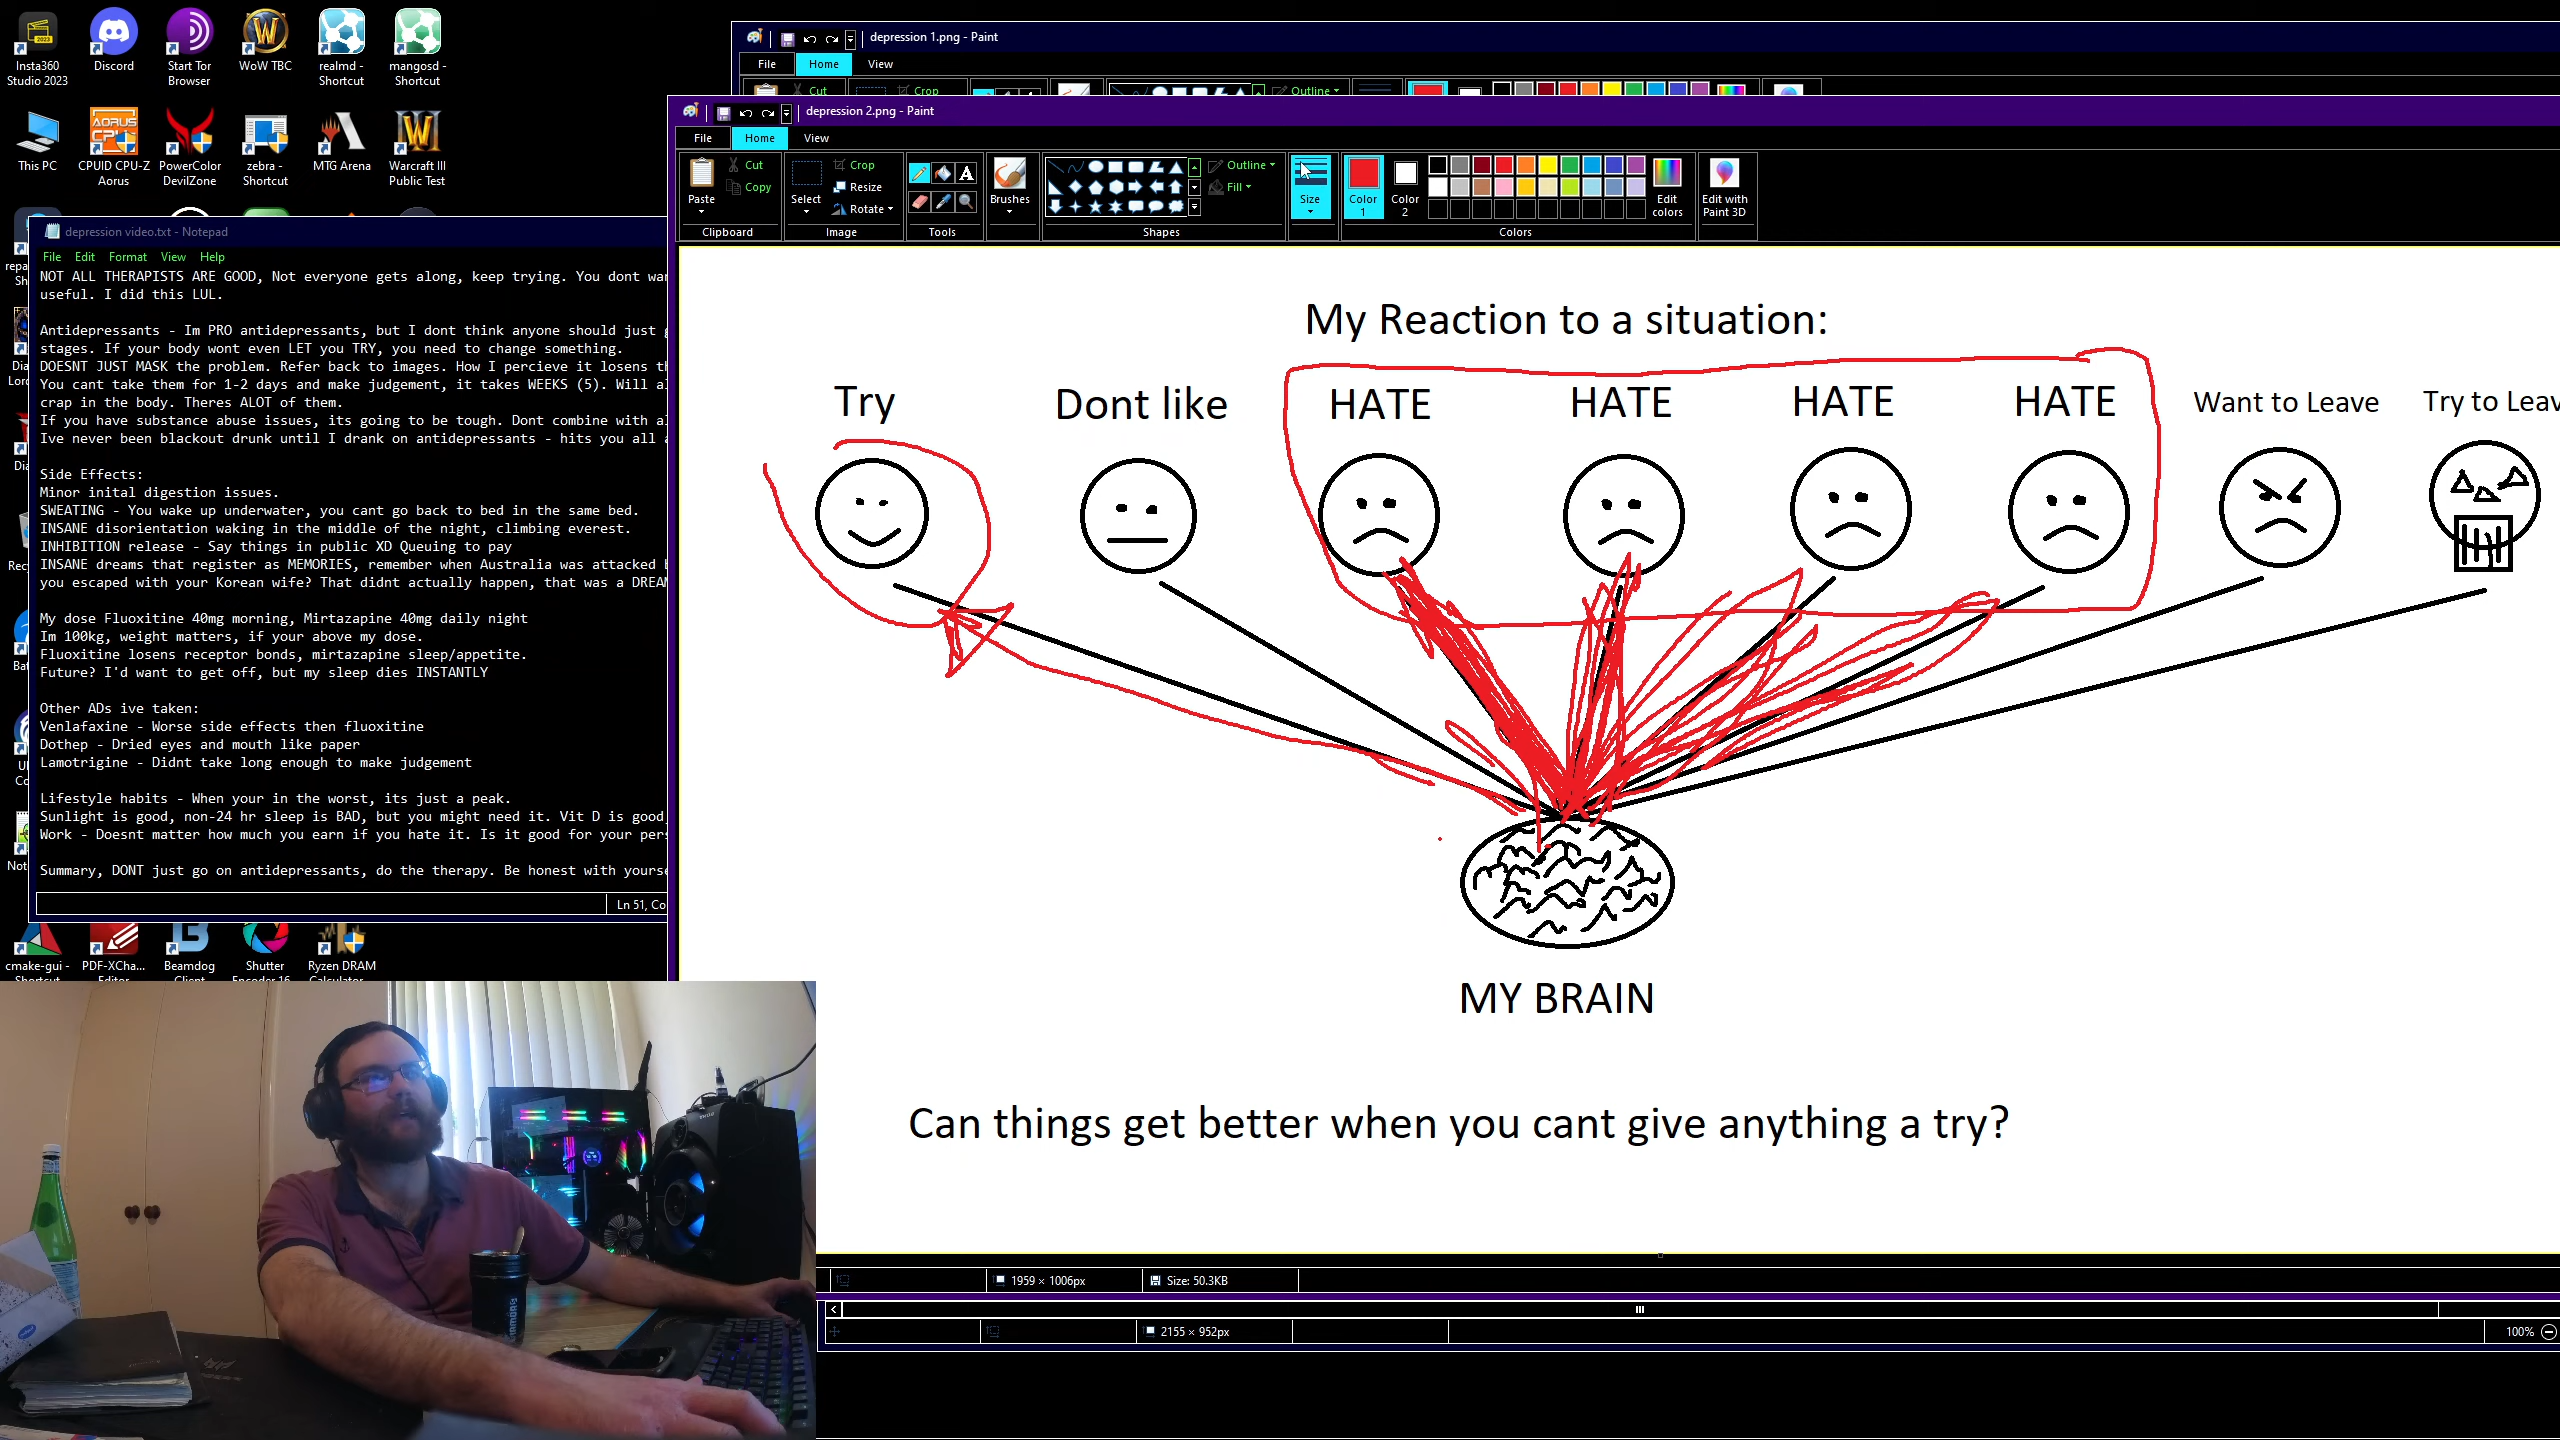 Insta360 Studio 2023
Discord
Start Tor Browser
WoW TBC
realmd - Shortcut
mangosd - Shortcut
This PC
CPUID CPU-Z Aorus
PowerColor DevilZone
zebra - Shortcut
MTG Arena
Warcraft III Public Test
depression 1.png - Paint
File Home View
Cut Crop Outline
depression 2.png - Paint
File Home View
Paste Cut Copy Select Crop Resize Rotate Brushes Outline Fill Size Color 1 Color 2 Edit colors Edit with Paint 3D
Clipboard Image Tools Shapes Colors
depression video.txt - Notepad
File Edit Format View Help
NOT ALL THERAPISTS ARE GOOD, Not everyone gets along, keep trying. You dont
useful. I did this LUL.
Antidepressants - Im PRO antidepressants, but I dont think anyone should just
stages. If your body wont even LET you TRY, you need to change something.
DOESNT JUST MASK the problem. Refer back to images. How I percieve it losens
You cant take them for 1-2 days and make judgement, it takes WEEKS (5). Will
crap in the body. Theres ALOT of them.
If you have substance abuse issues, its going to be tough. Dont combine with
Ive never been blackout drunk until I drank on antidepressants - hits you all
Side Effects:
Minor inital digestion issues.
SWEATING - You wake up underwater, you cant go back to bed in the same bed.
INSANE disorientation waking in the middle of the night, climbing everest.
INHIBITION release - Say things in public XD Queuing to pay
INSANE dreams that register as MEMORIES, remember when Australia was attacked
you escaped with your Korean wife? That didnt actually happen, that was a
My dose Fluoxitine 40mg morning, Mirtazapine 40mg daily night
Im 100kg, weight matters, if your above my dose.
Fluoxitine losens receptor bonds, mirtazapine sleep/appetite.
Future? I'd want to get off, but my sleep dies INSTANTLY
Other ADs ive taken:
Venlafaxine - Worse side effects then fluoxitine
Dothep - Dried eyes and mouth like paper
Lamotrigine - Didnt take long enough to make judgement
Lifestyle habits - When your in the worst, its just a peak.
Sunlight is good, non-24 hr sleep is BAD, but you might need it. Vit D is good,
Work - Doesnt matter how much you earn if you hate it. Is it good for your
Summary, DONT just go on antidepressants, do the therapy. Be honest with
Ln 51, Co
My Reaction to a situation:
Try Dont like HATE HATE HATE HATE Want to Leave Try to Leav
MY BRAIN
Can things get better when you cant give anything a try?
cmake-gui - Shortcut
PDF-XCha... Editor
Beamdog Client
Shutter Encoder 16
Ryzen DRAM Calculator
1959 × 1006px Size: 50.3KB
2155 × 952px 100%